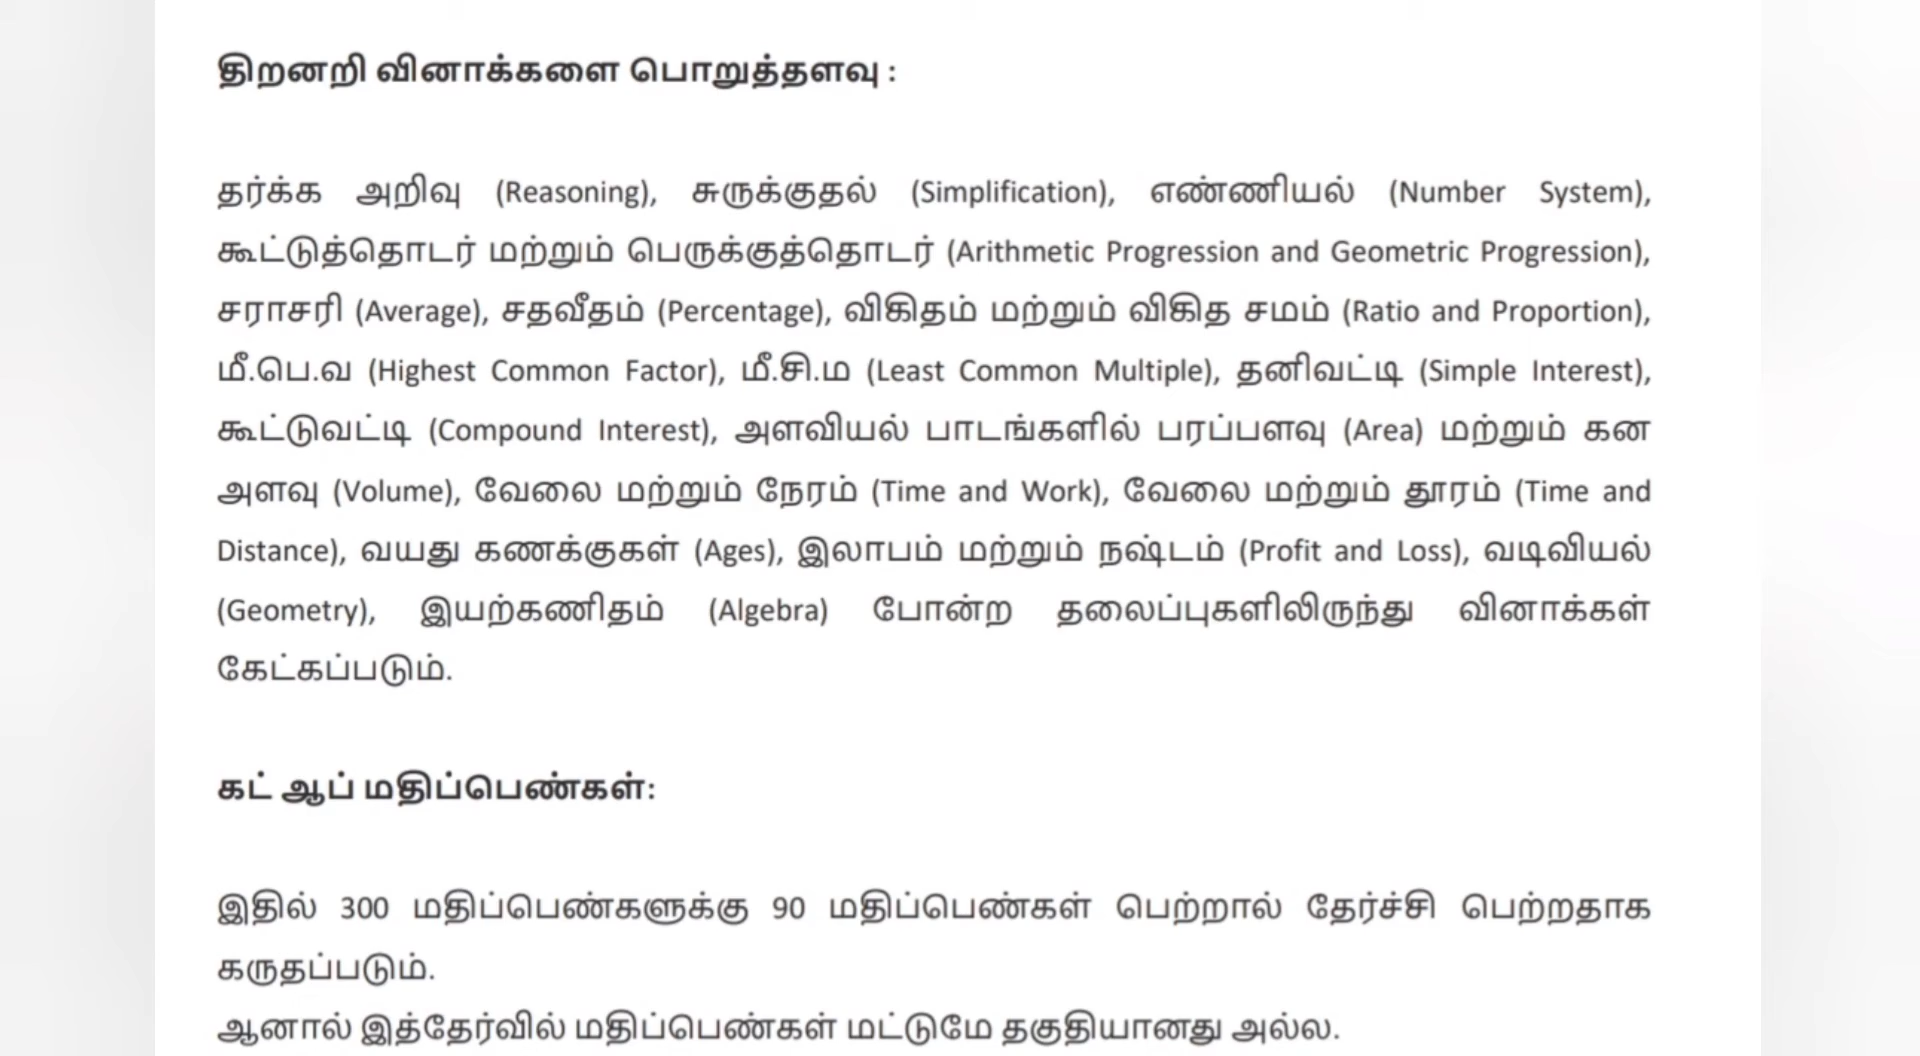 திறனறி வினாக்களை பொறுத்தளவு :
தர்க்க அறிவு (Reasoning), சுருக்குதல் (Simplification), எண்ணியல் (Number System),
கூட்டுத்தொடர் மற்றும் பெருக்குத்தொடர் (Arithmetic Progression and Geometric Progression),
சராசரி (Average), சதவீதம் (Percentage), விகிதம் மற்றும் விகித சமம் (Ratio and Proportion),
மீ.பெ.வ (Highest Common Factor), மீ.சி.ம (Least Common Multiple), தனிவட்டி (Simple Interest),
கூட்டுவட்டி (Compound Interest), அளவியல் பாடங்களில் பரப்பளவு (Area) மற்றும் கன
அளவு (Volume), வேலை மற்றும் நேரம் (Time and Work), வேலை மற்றும் தூரம் (Time and
Distance), வயது கணக்குகள் (Ages), இலாபம் மற்றும் நஷ்டம் (Profit and Loss), வடிவியல்
(Geometry), இயற்கணிதம் (Algebra) போன்ற தலைப்புகளிலிருந்து வினாக்கள்
கேட்கப்படும்.
கட் ஆப் மதிப்பெண்கள்:
இதில் 300 மதிப்பெண்களுக்கு 90 மதிப்பெண்கள் பெற்றால் தேர்ச்சி பெற்றதாக
கருதப்படும்.
ஆனால் இத்தேர்வில் மதிப்பெண்கள் மட்டுமே தகுதியானது அல்ல.